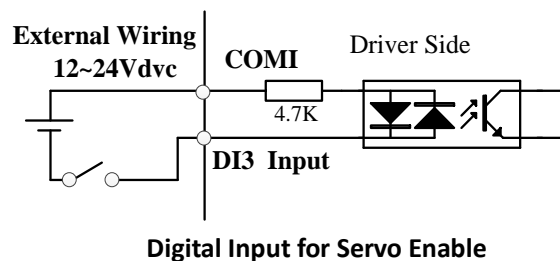 External Wiring
12~24Vdvc
COMI
Driver Side
4.7K
DI3 Input
Digital Input for Servo Enable